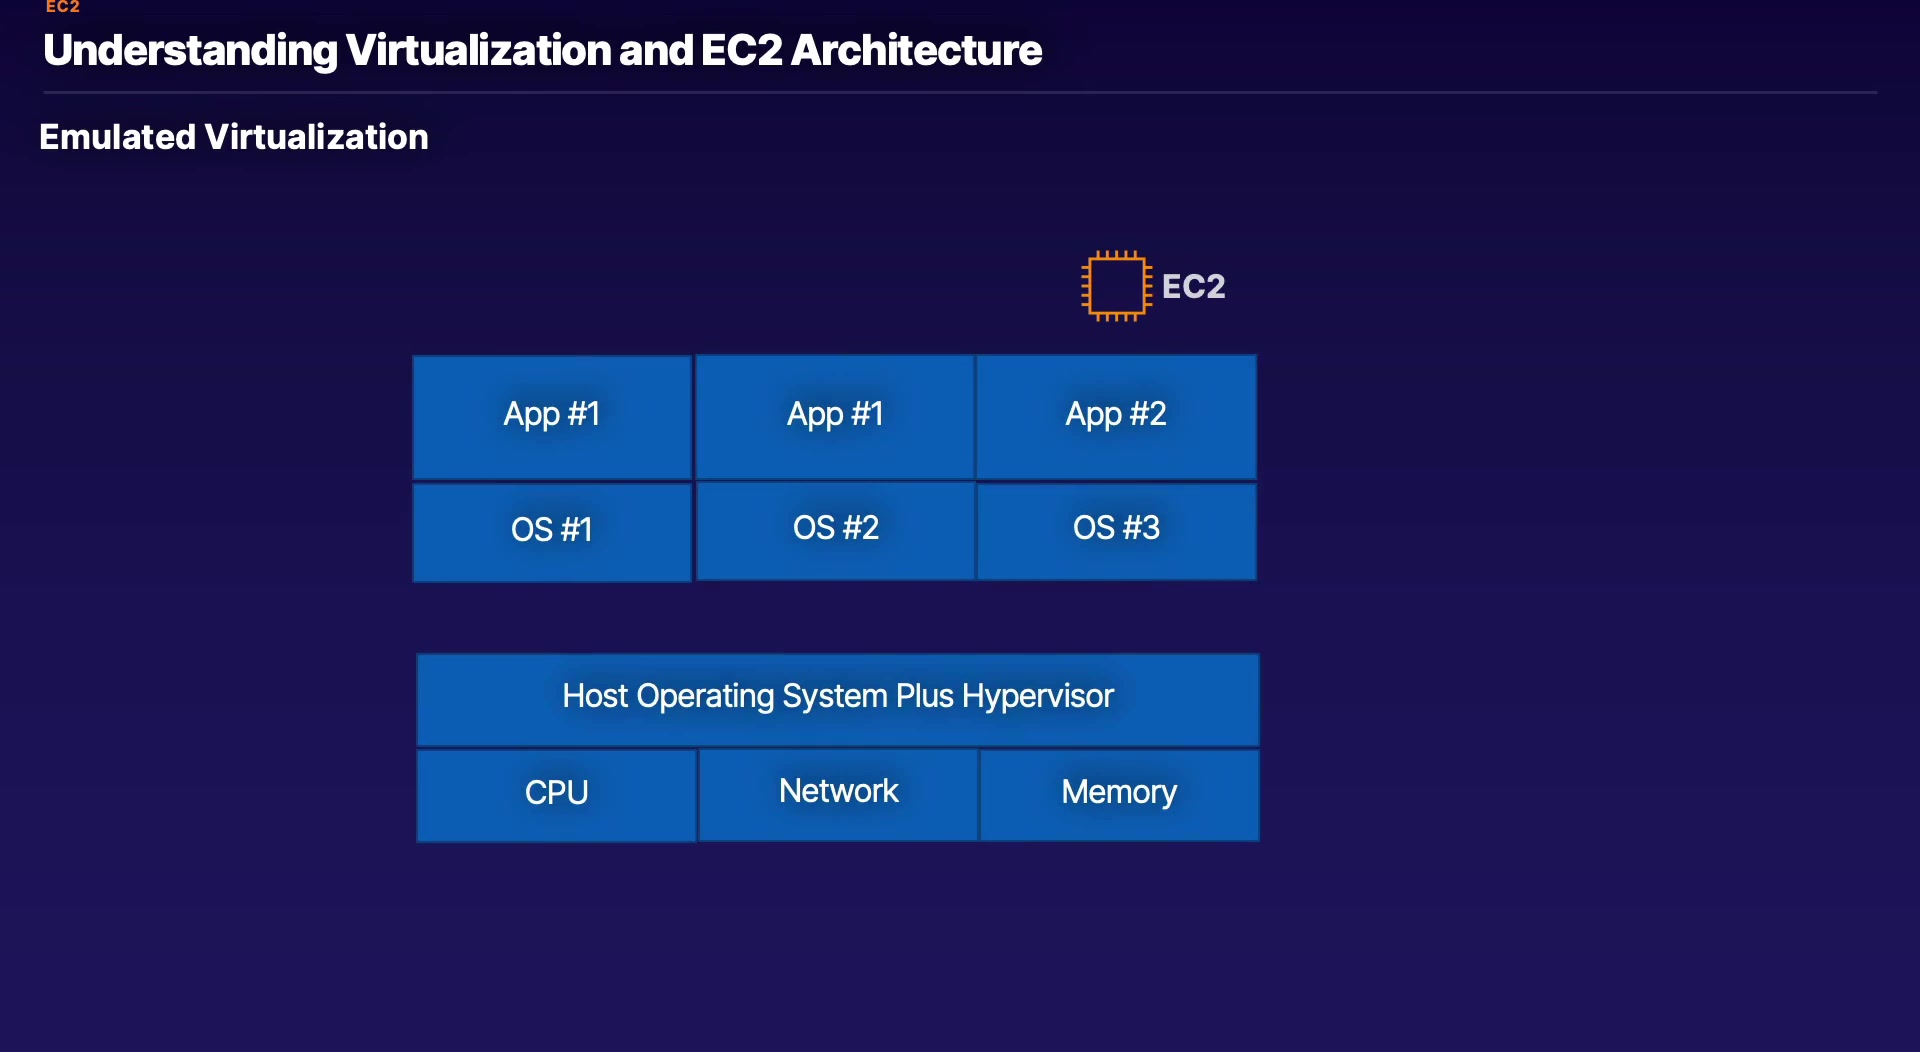 EC2
Understanding Virtualization and EC2 Architecture
Emulated Virtualization
EC2
App #1
App #1
App #2
OS #1
OS #2
OS #3
Host Operating System Plus Hypervisor
CPU
Network
Memory